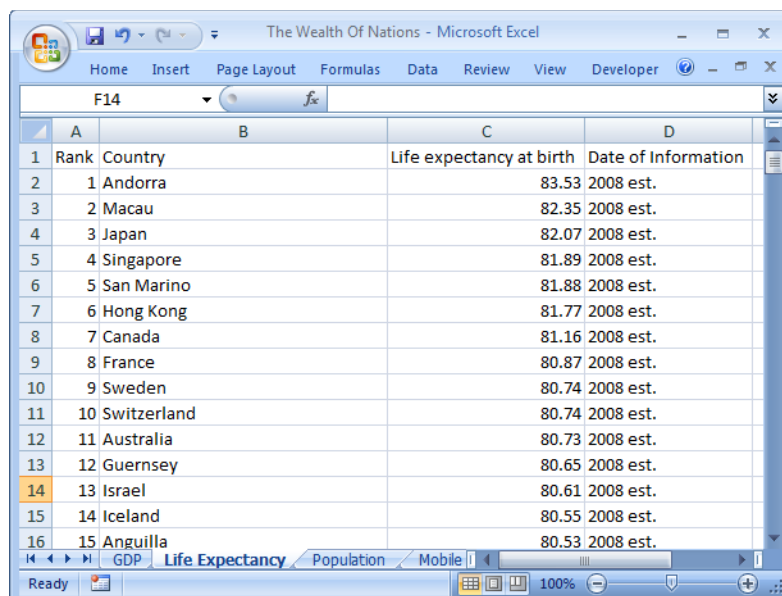 The Wealth Of Nations - Microsoft Excel
Home Insert Page Layout Formulas Data Review View Developer
F14 fx
A B C D
1 Rank Country Life expectancy at birth Date of Information
2 1 Andorra 83.53 2008 est.
3 2 Macau 82.35 2008 est.
4 3 Japan 82.07 2008 est.
5 4 Singapore 81.89 2008 est.
6 5 San Marino 81.88 2008 est.
7 6 Hong Kong 81.77 2008 est.
8 7 Canada 81.16 2008 est.
9 8 France 80.87 2008 est.
10 9 Sweden 80.74 2008 est.
11 10 Switzerland 80.74 2008 est.
12 11 Australia 80.73 2008 est.
13 12 Guernsey 80.65 2008 est.
14 13 Israel 80.61 2008 est.
15 14 Iceland 80.55 2008 est.
16 15 Anguilla 80.53 2008 est.
GDP Life Expectancy Population Mobile
Ready 100%